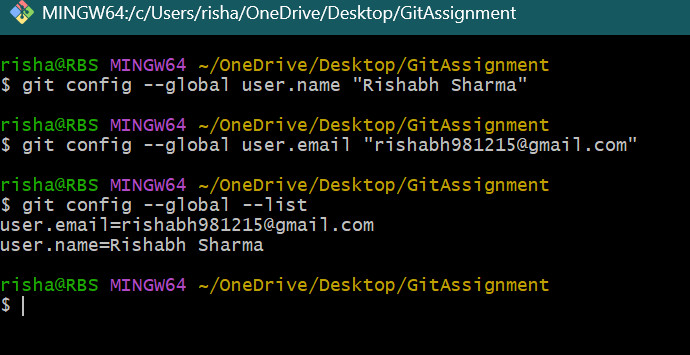 MINGW64:/c/Users/risha/OneDrive/Desktop/GitAssignment
risha@RBS MINGW64 ~/OneDrive/Desktop/GitAssignment
$ git config --global user.name "Rishabh Sharma"
risha@RBS MINGW64 ~/OneDrive/Desktop/GitAssignment
$ git config --global user.email "rishabh981215@gmail.com"
risha@RBS MINGW64 ~/OneDrive/Desktop/GitAssignment
$ git config --global --list
user.email=rishabh981215@gmail.com
user.name=Rishabh Sharma
risha@RBS MINGW64 ~/OneDrive/Desktop/GitAssignment
$